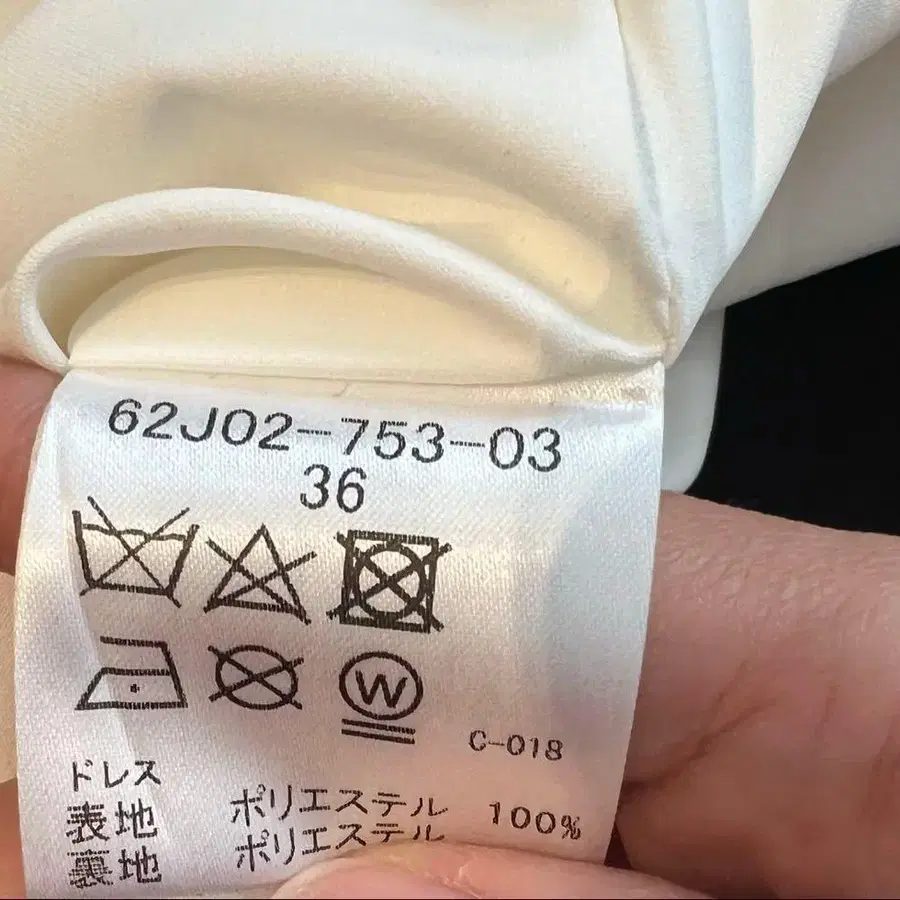 62J02-753-03
36
W
C-018
ドレス
表地 ポリエステル 100%
裏地 ポリエステル